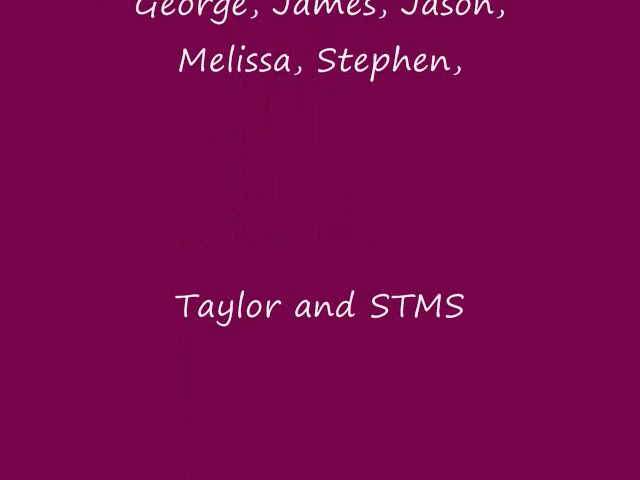 George, James, Jason,
Melissa, Stephen,
Taylor and STMS